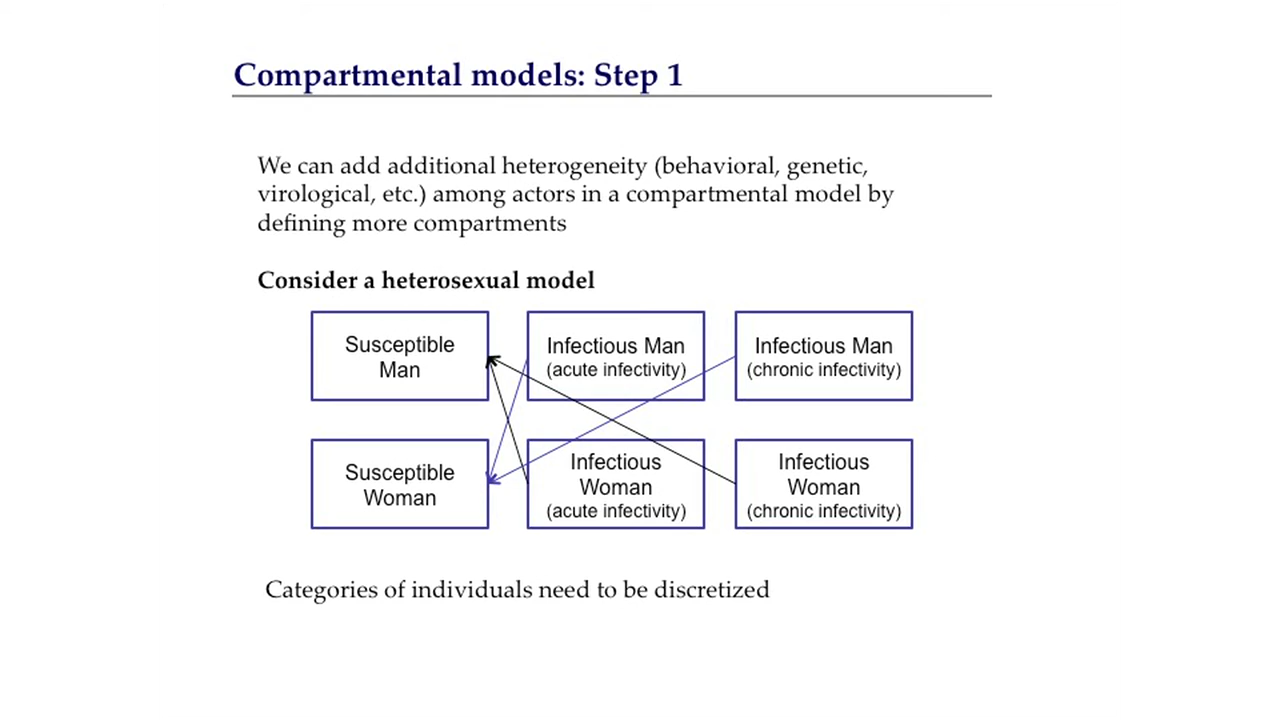 Compartmental models: Step 1
We can add additional heterogeneity (behavioral, genetic,
virological, etc.) among actors in a compartmental model by
defining more compartments
Consider a heterosexual model
Susceptible
Man
Infectious Man
(acute infectivity)
Infectious Man
(chronic infectivity)
Susceptible
Woman
Infectious
Woman
(acute infectivity)
Infectious
Woman
(chronic infectivity)
Categories of individuals need to be discretized